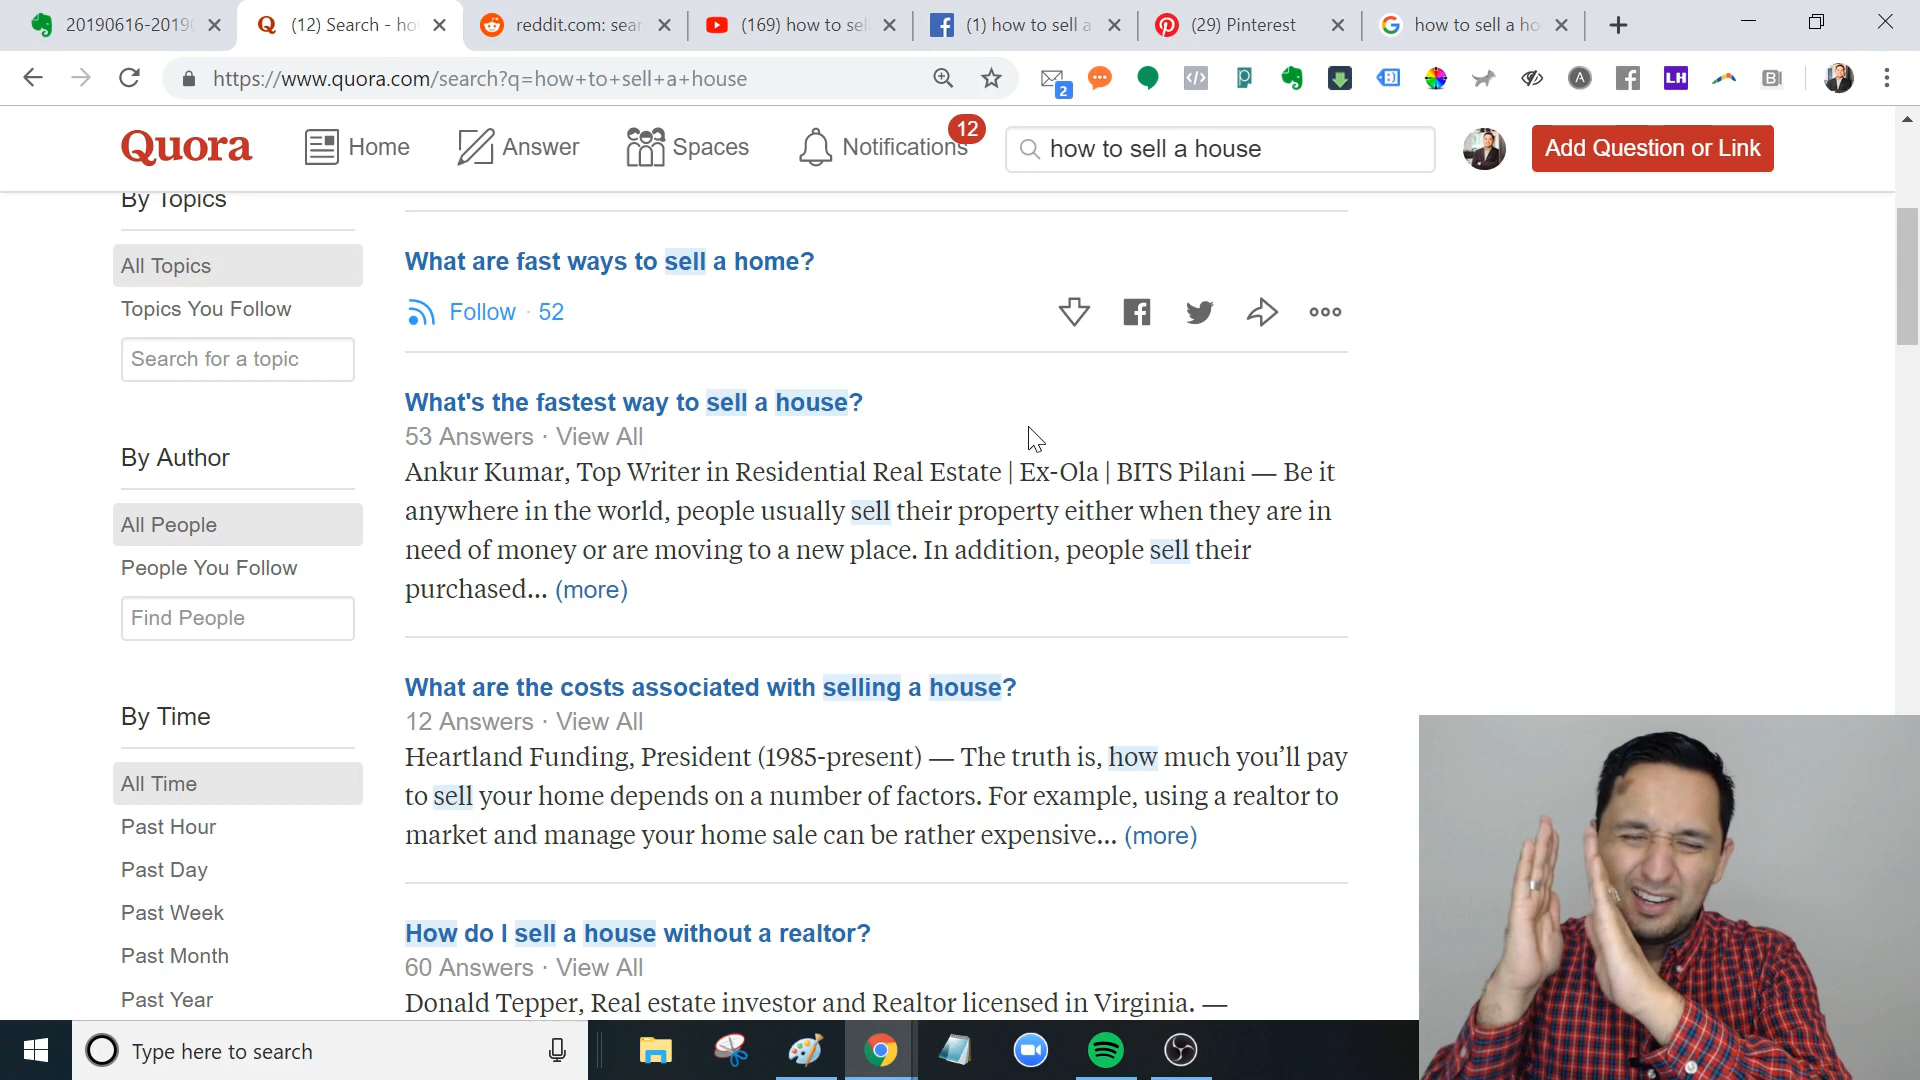 20190616-2019
(12) Search - ho
reddit.com: sea
(169) how to sel
(1) how to sell a
(29) Pinterest
how to sell a ho
https://www.quora.com/search?q=how+to+sell+a+house
2
A
LH
B
Quora
Home
Answer
Spaces
Notifications
12
how to sell a house
Add Question or Link
By Topics
All Topics
Topics You Follow
Search for a topic
By Author
All People
People You Follow
Find People
By Time
All Time
Past Hour
Past Day
Past Week
Past Month
Past Year
What are fast ways to sell a home?
Follow · 52
What's the fastest way to sell a house?
53 Answers · View All
Ankur Kumar, Top Writer in Residential Real Estate | Ex-Ola | BITS Pilani — Be it
anywhere in the world, people usually sell their property either when they are in
need of money or are moving to a new place. In addition, people sell their
purchased... (more)
What are the costs associated with selling a house?
12 Answers · View All
Heartland Funding, President (1985-present) — The truth is, how much you’ll pay
to sell your home depends on a number of factors. For example, using a realtor to
market and manage your home sale can be rather expensive... (more)
How do I sell a house without a realtor?
60 Answers · View All
Donald Tepper, Real estate investor and Realtor licensed in Virginia. —
Type here to search